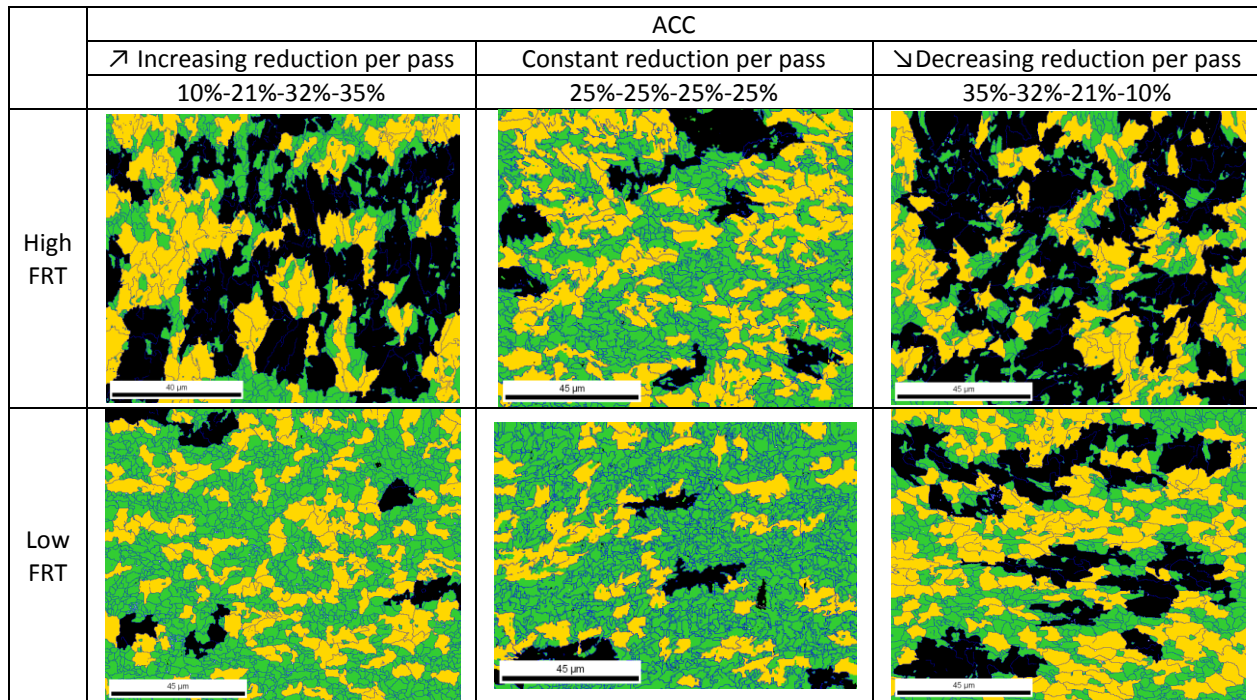 ACC
↗ Increasing reduction per pass
Constant reduction per pass
↘Decreasing reduction per pass
10%-21%-32%-35%
25%-25%-25%-25%
35%-32%-21%-10%
High
FRT
40 µm
45 µm
45 µm
Low
FRT
45 µm
45 µm
45 µm